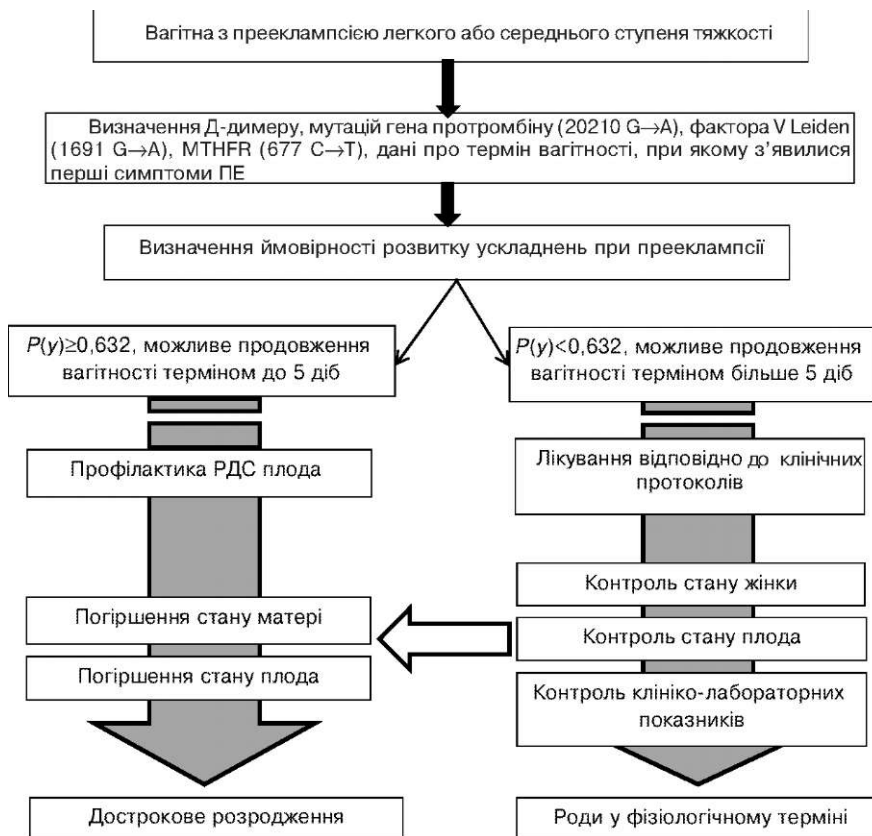 Вагітна з прееклампсією легкого або середнього ступеня тяжкості
Визначення Д-димеру, мутацій гена протромбіну (20210 G→A), фактора V Leiden
(1691 G→A), MTHFR (677 C→T), дані про термін вагітності, при якому з’явилися
перші симптоми ПЕ
Визначення ймовірності розвитку ускладнень при прееклампсії
P(y)≥0,632, можливе продовження
вагітності терміном до 5 діб
P(y)<0,632, можливе продовження
вагітності терміном більше 5 діб
Профілактика РДС плода
Лікування відповідно до клінічних
протоколів
Контроль стану жінки
Погіршення стану матері
Контроль стану плода
Погіршення стану плода
Контроль клініко-лабораторних
показників
Дострокове розродження
Роди у фізіологічному терміні